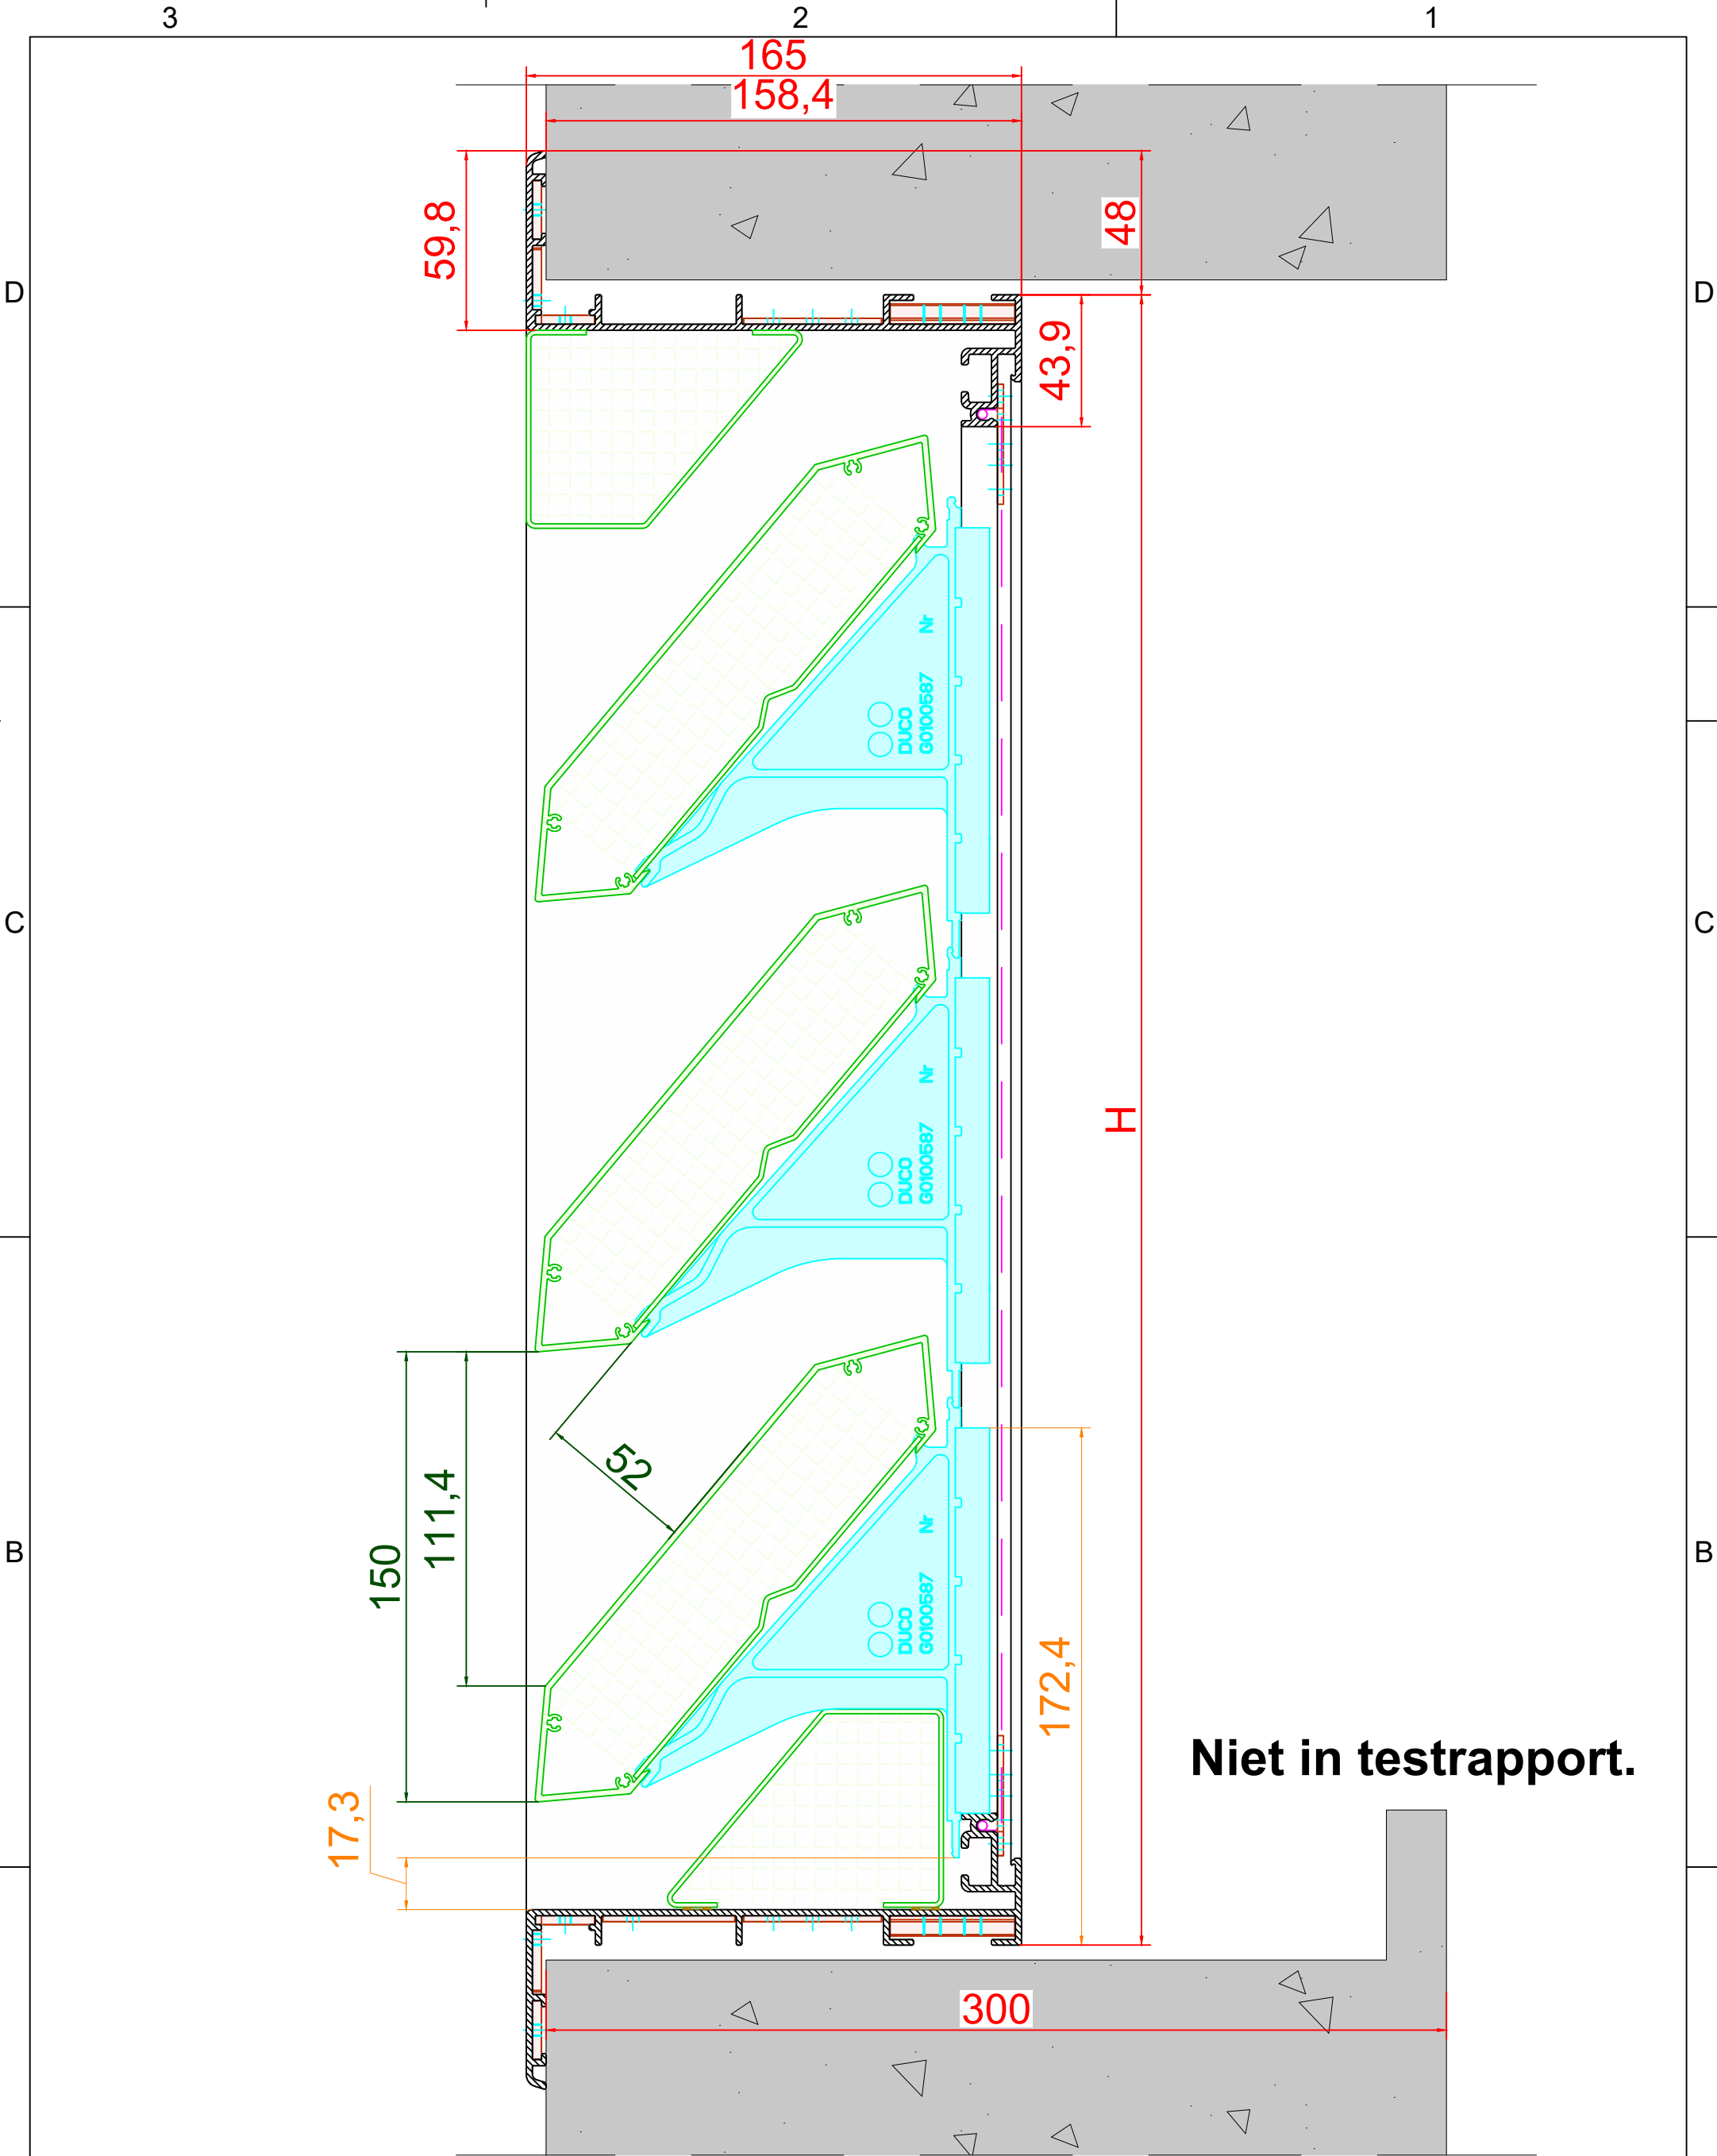 3
2
1
165
158,4
59,8
48
D
D
43,9
Nr
DUCO
G0100587
C
C
Nr
DUCO
G0100587
H
52
111,4
150
B
B
Nr
DUCO
G0100587
172,4
Niet in testrapport.
17,3
300